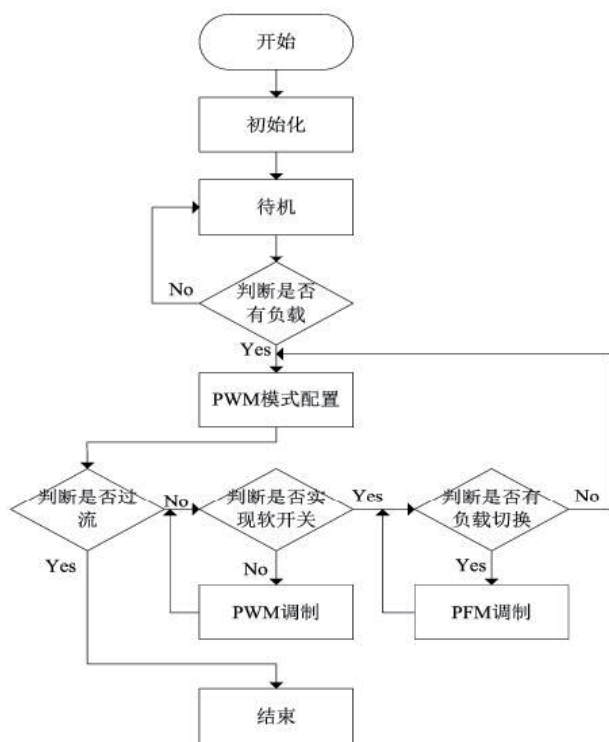 开始
初始化
待机
No
判断是否
有负载
Yes
PWM模式配置
判断是否过
流
No
判断是否实
现软开关
Yes
判断是否有
负载切换
No
Yes
No
Yes
PWM调制
PFM调制
结束